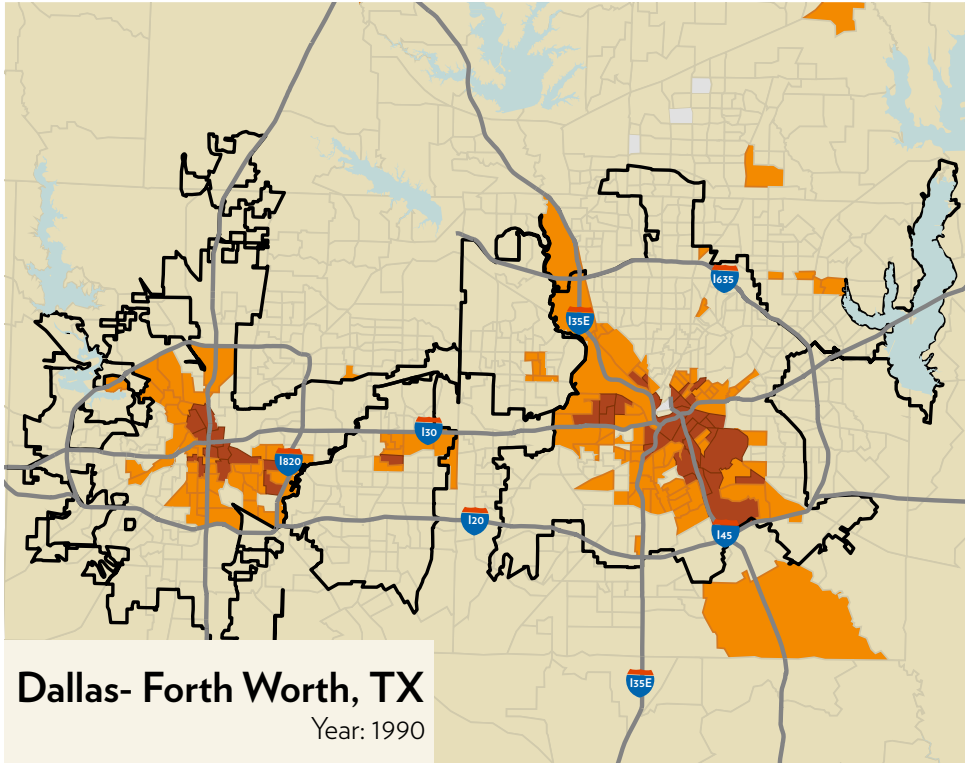 I635
I35E
I30
I820
I20
I45
I35E
Dallas- Forth Worth, TX
Year: 1990